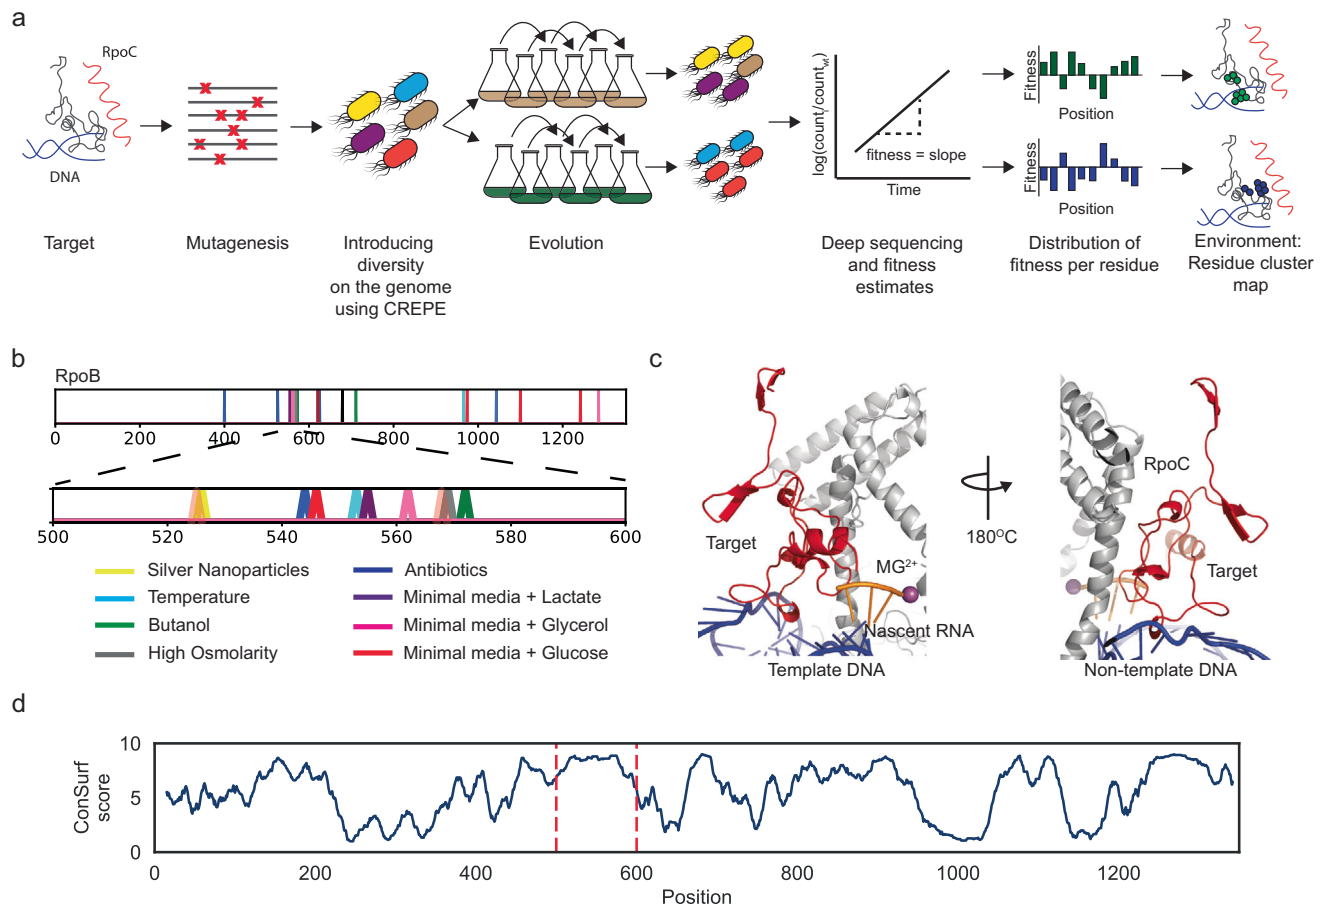 a
RpoC
DNA
Target
Mutagenesis
Introducing
diversity
on the genome
using CREPE
Evolution
log(count/count_wt)
fitness = slope
Time
Deep sequencing
and fitness
estimates
Fitness
Position
Fitness
Position
Distribution of
fitness per residue
Environment:
Residue cluster
map
b
RpoB
0 200 400 600 800 1000 1200
500 520 540 560 580 600
Silver Nanoparticles
Temperature
Butanol
High Osmolarity
Antibiotics
Minimal media + Lactate
Minimal media + Glycerol
Minimal media + Glucose
c
Target
MG²⁺
Nascent RNA
Template DNA
180°C
RpoC
Target
Non-template DNA
d
ConSurf
score
10
5
0
0 200 400 600 800 1000 1200
Position